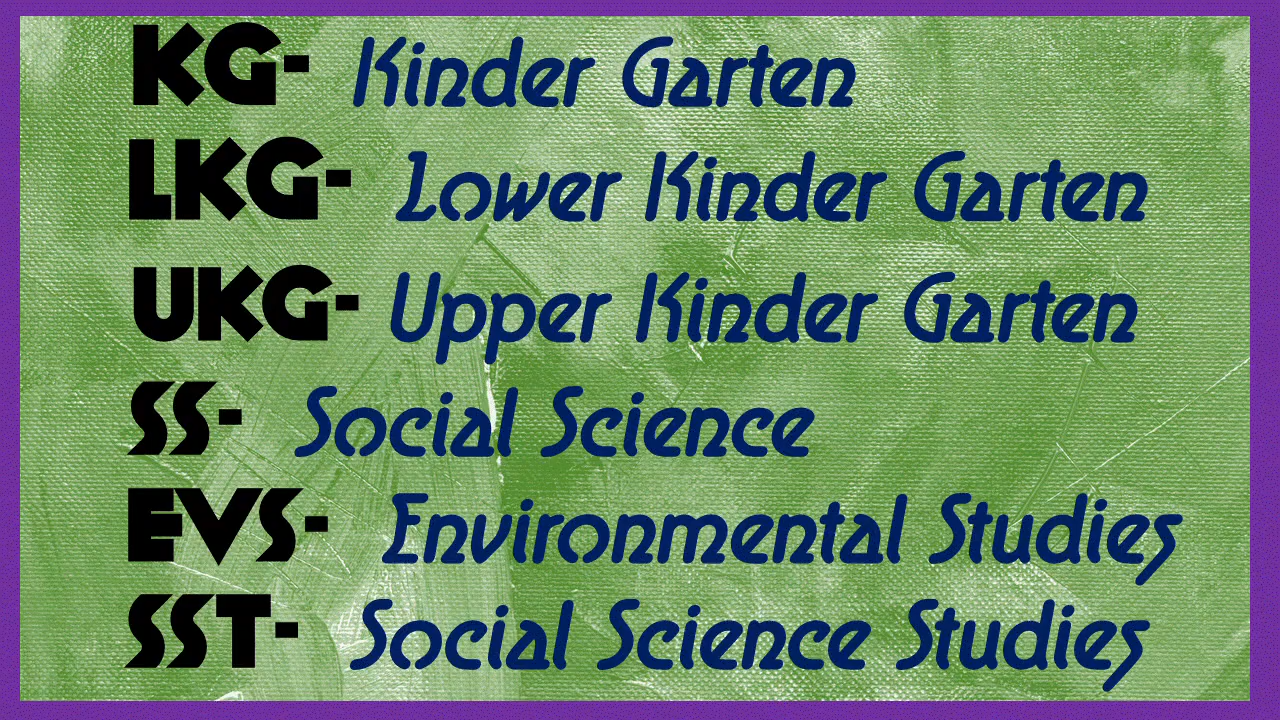 KG- Kinder Garten
LKG- Lower Kinder Garten
UKG- Upper Kinder Garten
SS- Social Science
EVS- Environmental Studies
SST- Social Science Studies